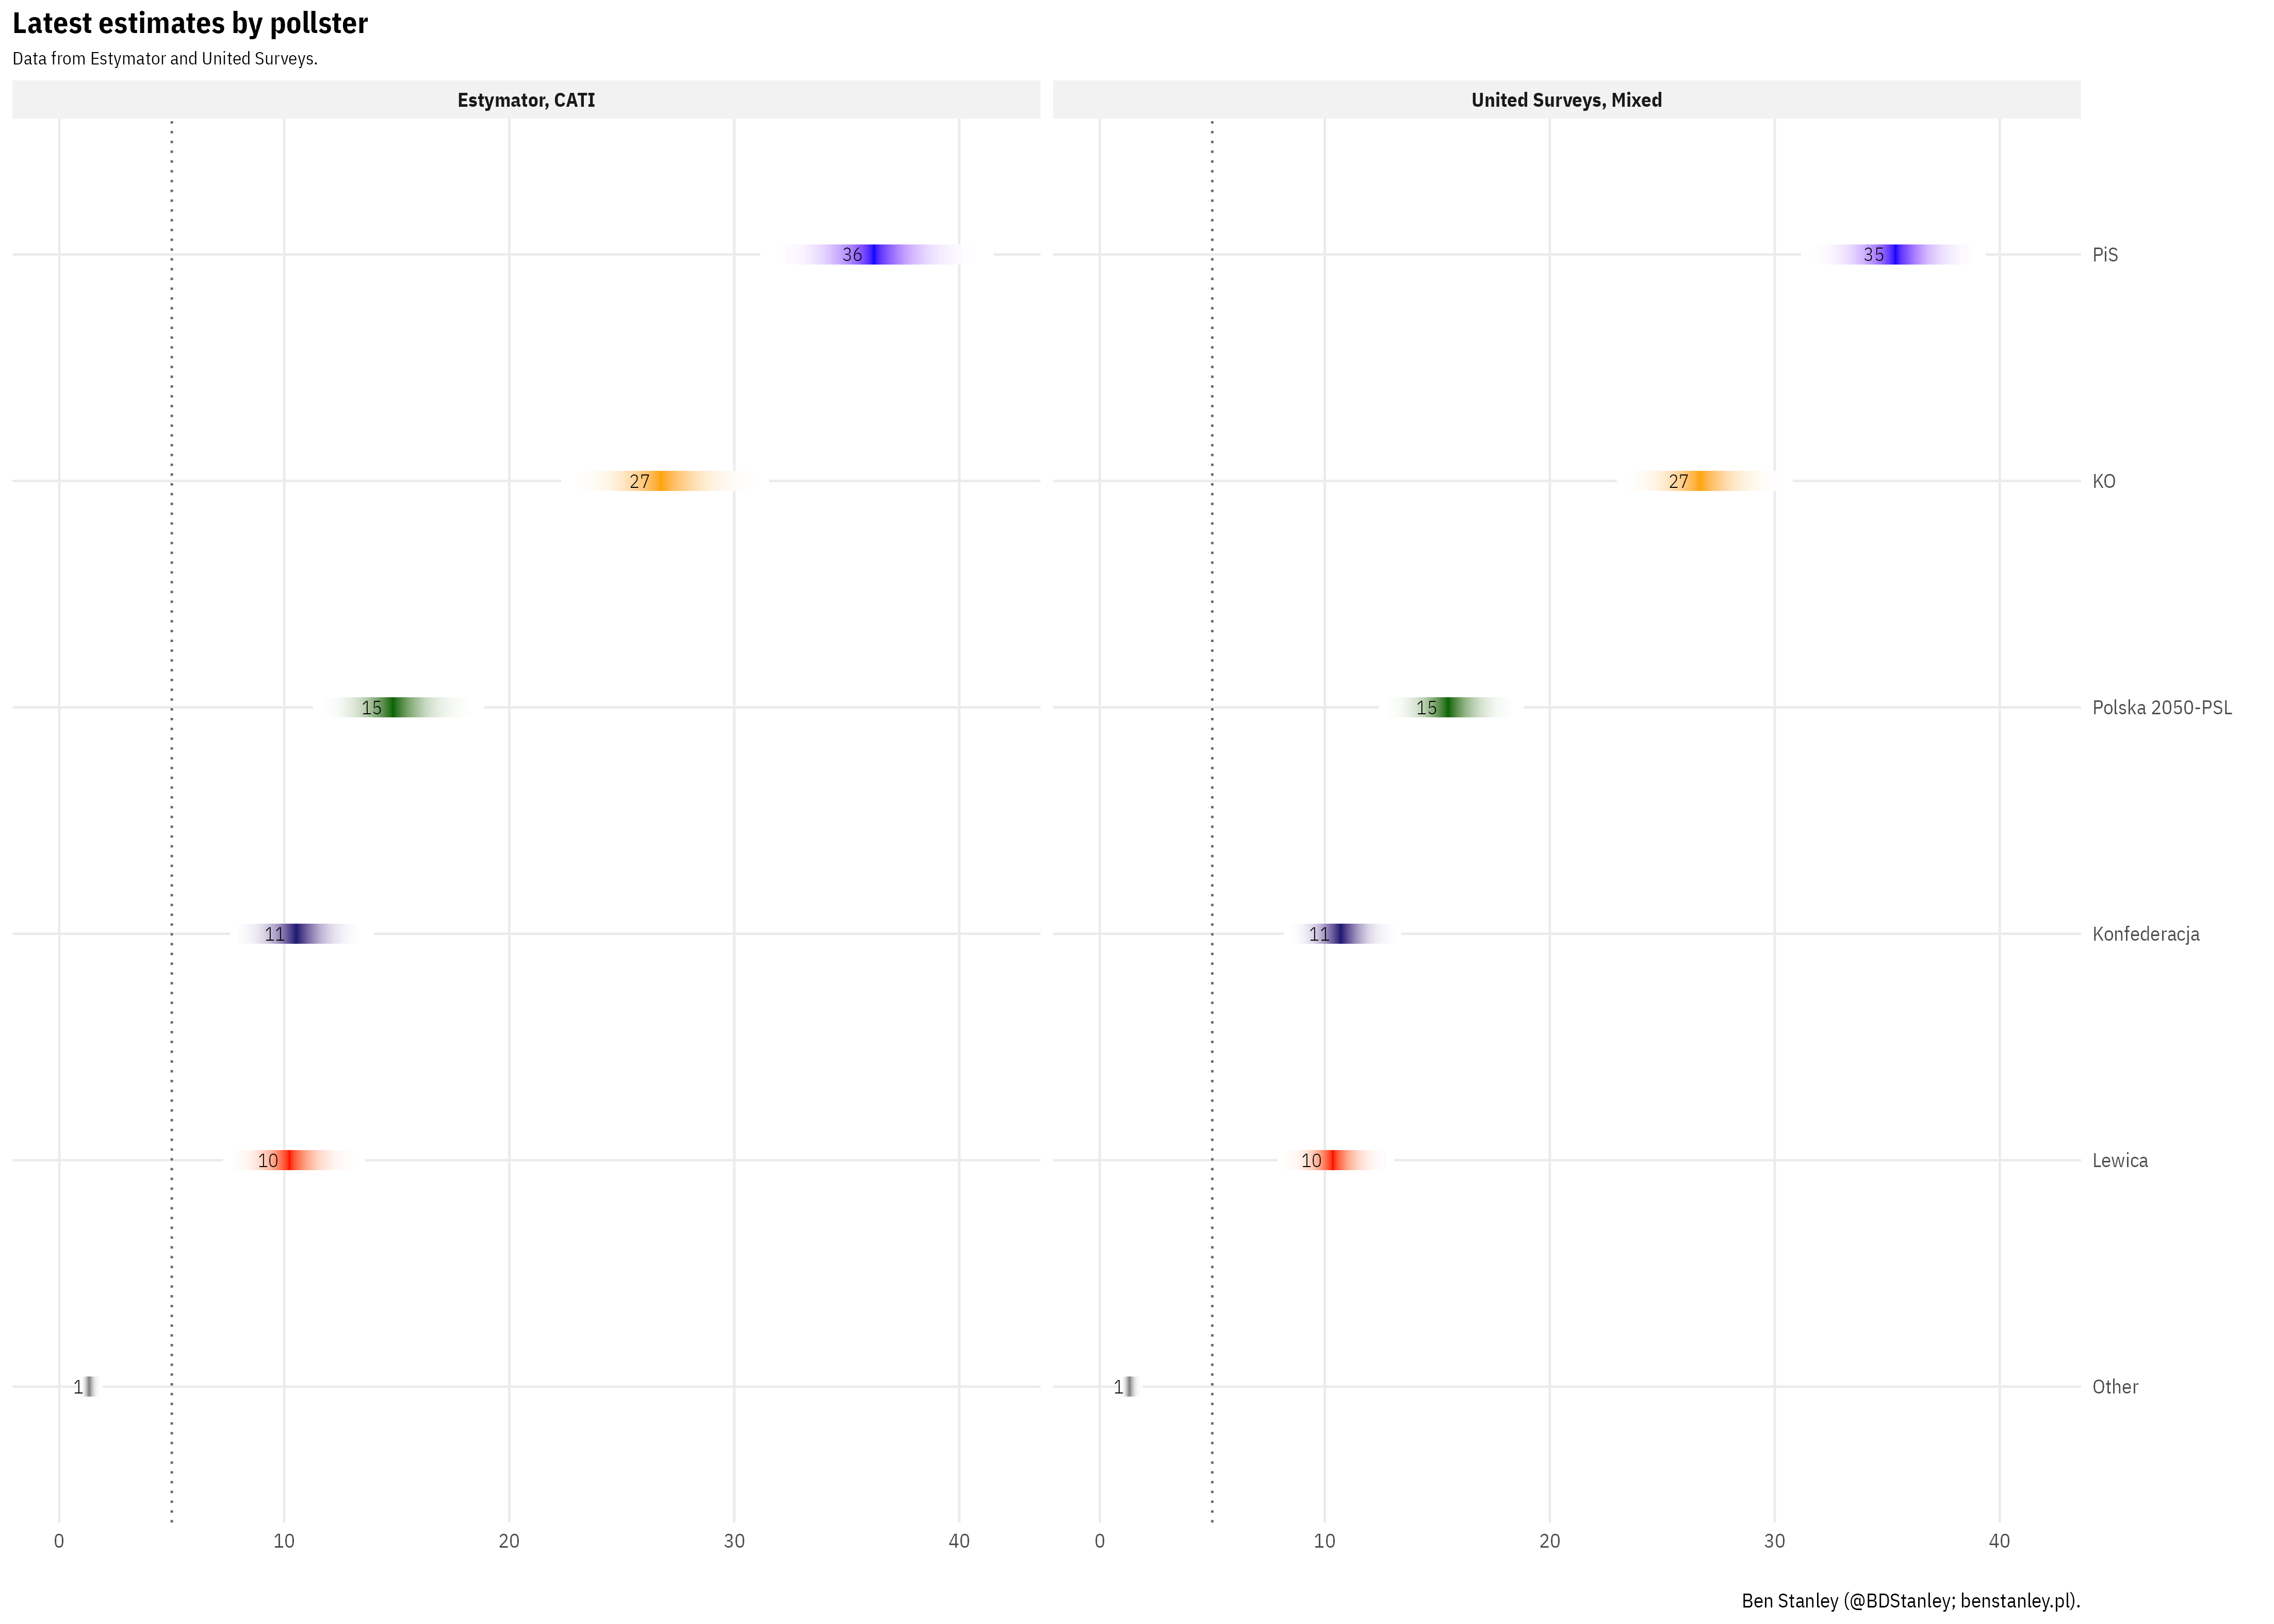 Latest estimates by pollster
Data from Estymator and United Surveys.
Estymator, CATI
United Surveys, Mixed
36
35
PiS
27
27
KO
15
15
Polska 2050-PSL
11
11
Konfederacja
10
10
Lewica
1
1
Other
0 10 20 30 40 0 10 20 30 40
Ben Stanley (@BDStanley; benstanley.pl).